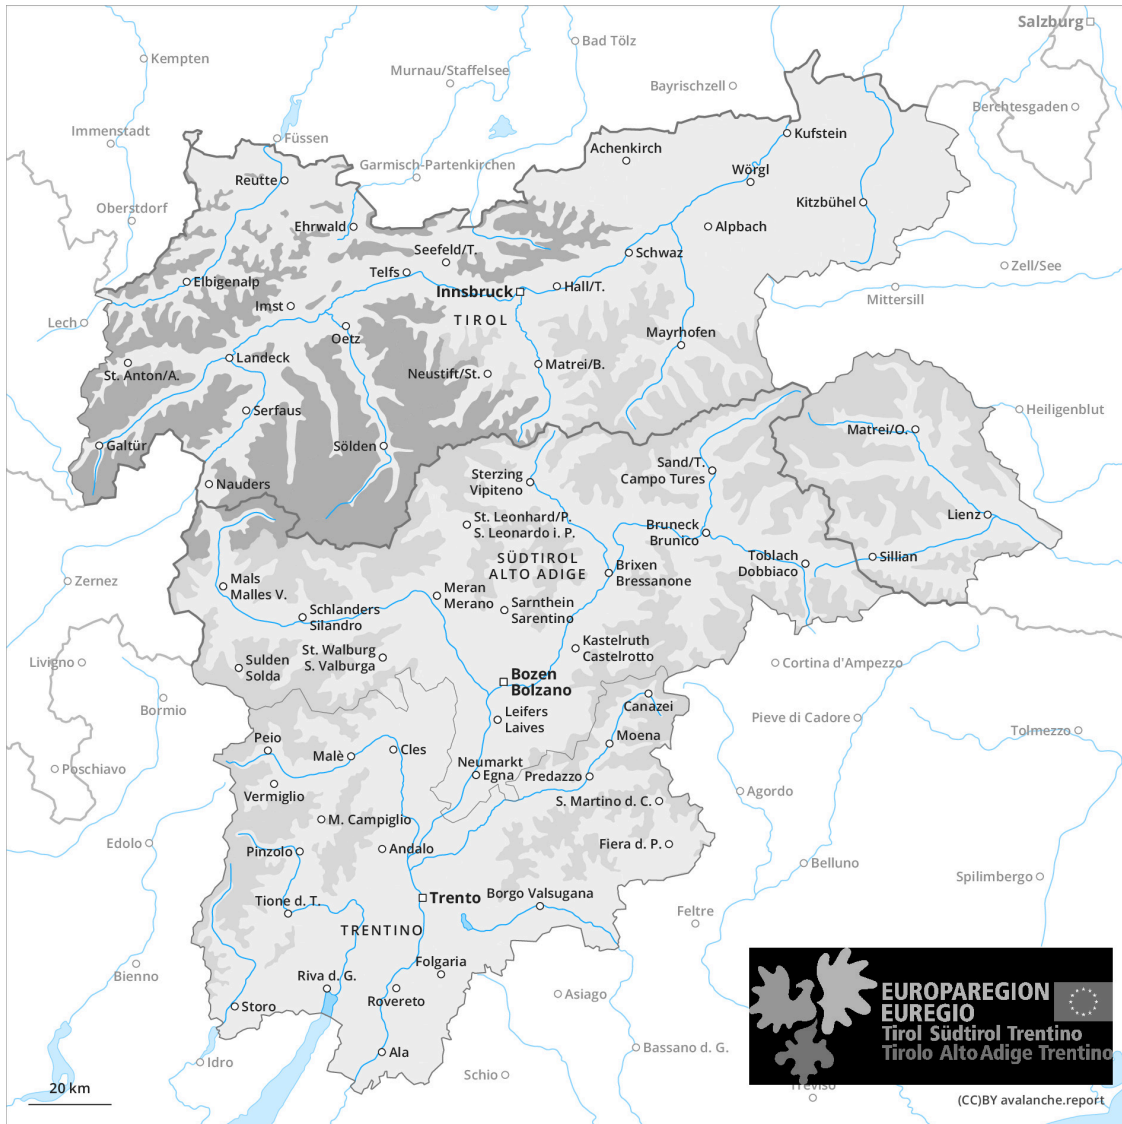 Salzburg
Bad Tölz
Kempten
Murnau/Staffelsee
Bayrischzell
Berchtesgaden
Immenstadt
Füssen
Kufstein
Achenkirch
Garmisch-Partenkirchen
Wörgl
Reutte
Kitzbühel
Oberstdorf
Ehrwald
Alpbach
Seefeld/T.
Schwaz
Zell/See
Telfs
Elbigenalp
Hall/T.
Innsbruck
Mittersill
Imst
Lech
TIROL
Oetz
Mayrhofen
Landeck
Matrei/B.
St. Anton/A.
Neustift/St.
Serfaus
Heiligenblut
Matrei/O.
Galtür
Sölden
Sand/T.
Campo Tures
Sterzing
Vipiteno
Nauders
Lienz
St. Leonhard/P.
S. Leonardo i. P.
Bruneck
Brunico
SÜDTIROL
ALTO ADIGE
Toblach
Dobbiaco
Sillian
Brixen
Bressanone
Zernez
Mals
Malles V.
Meran
Merano
Sarnthein
Sarentino
Schlanders
Silandro
Kastelruth
Castelrotto
St. Walburg
S. Valburga
Livigno
Sulden
Solda
Cortina d'Ampezzo
Bozen
Bolzano
Bormio
Canazei
Leifers
Laives
Pieve di Cadore
Tolmezzo
Peio
Moena
Malè
Cles
Neumarkt
Egna
Predazzo
Poschiavo
Vermiglio
Agordo
S. Martino d. C.
M. Campiglio
Edolo
Pinzolo
Andalo
Fiera d. P.
Belluno
Spilimbergo
Borgo Valsugana
Tione d. T.
Trento
Feltre
TRENTINO
Folgaria
Bienno
Riva d. G.
Rovereto
Asiago
Storo
EUROPAREGION
EUREGIO
Tirol Südtirol Trentino
Tirolo Alto Adige Trentino
Bassano d. G.
Ala
Idro
Schio
20 km
Treviso
(CC)BY avalanche.report